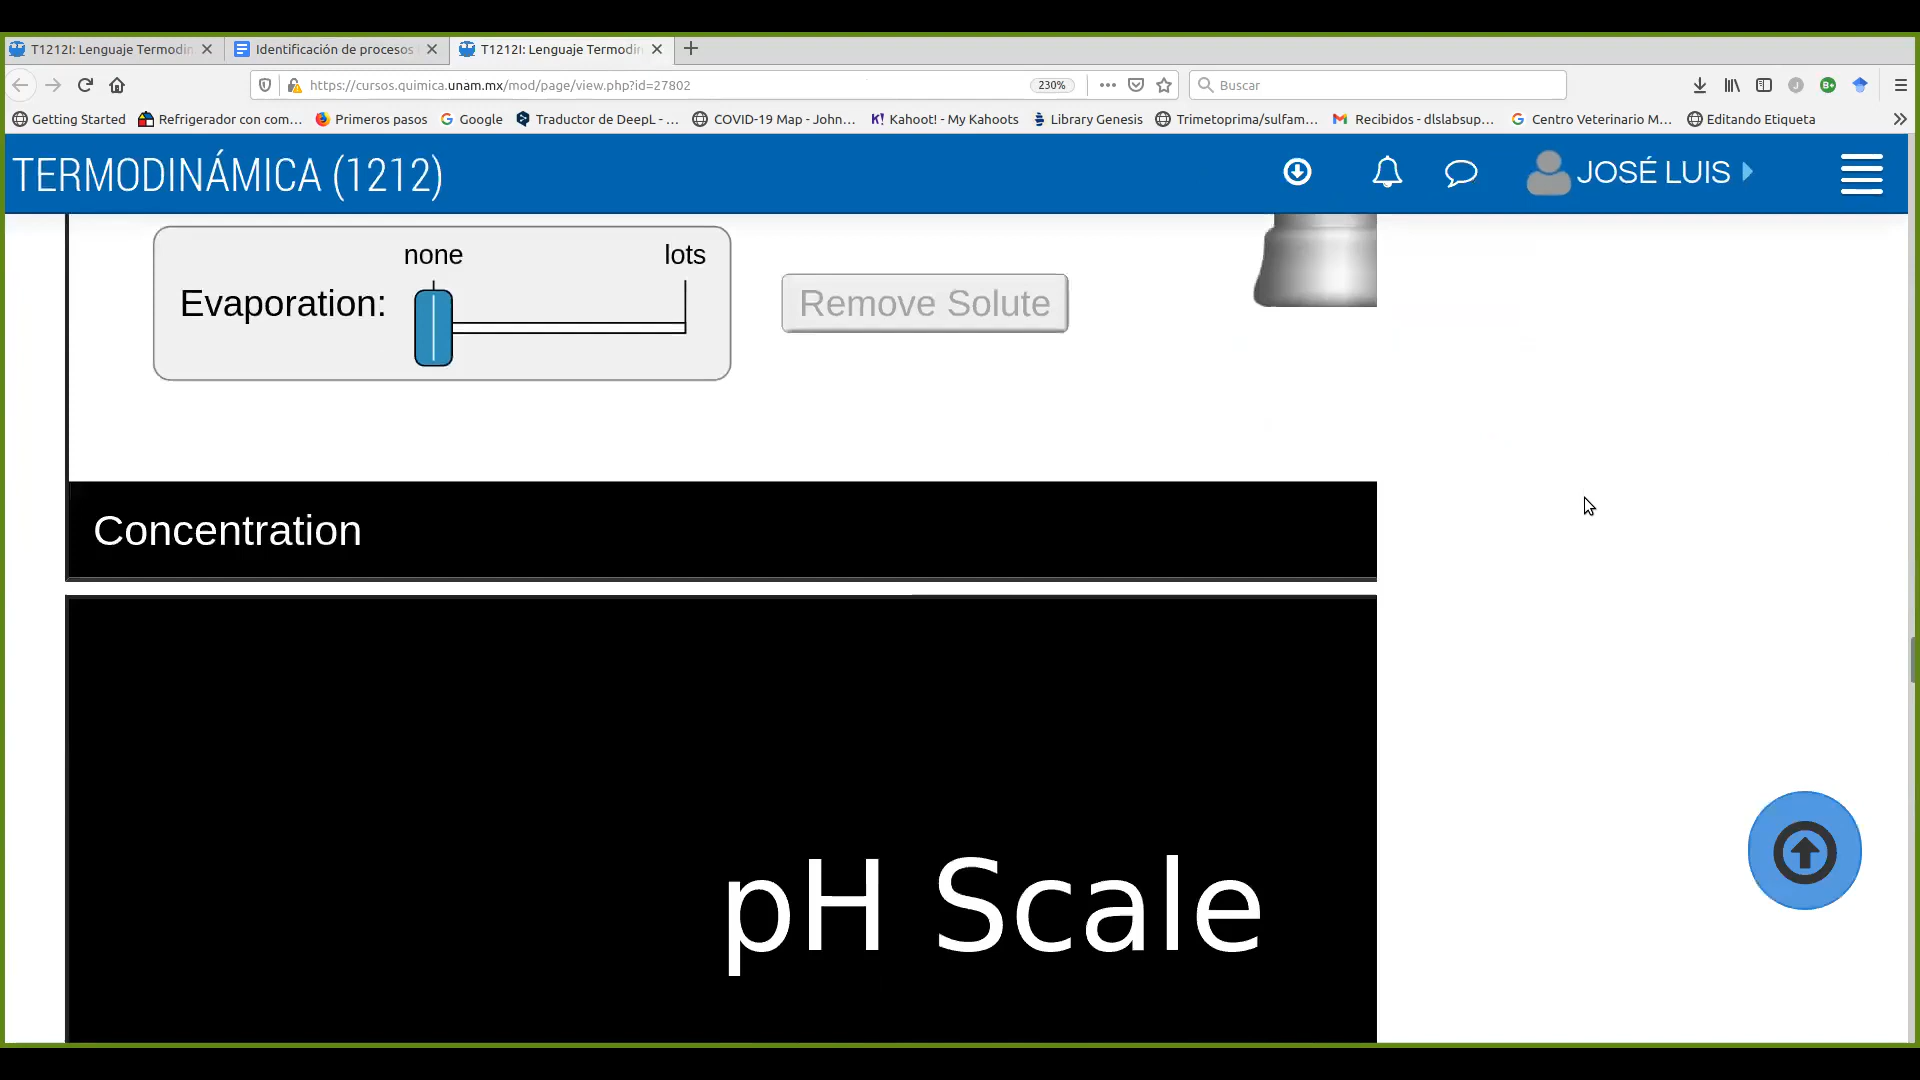 T1212I: Lenguaje Termodin
Identificación de procesos
T1212I: Lenguaje Termodin
https://cursos.quimica.unam.mx/mod/page/view.php?id=27802
230%
Buscar
Getting Started
Refrigerador con com…
Primeros pasos
Google
Traductor de DeepL - …
COVID-19 Map - John…
Kahoot! - My Kahoots
Library Genesis
Trimetoprima/sulfam…
Recibidos - dlslabsup…
Centro Veterinario M…
Editando Etiqueta
TERMODINÁMICA (1212)
JOSÉ LUIS
none
lots
Evaporation:
Remove Solute
Concentration
pH Scale